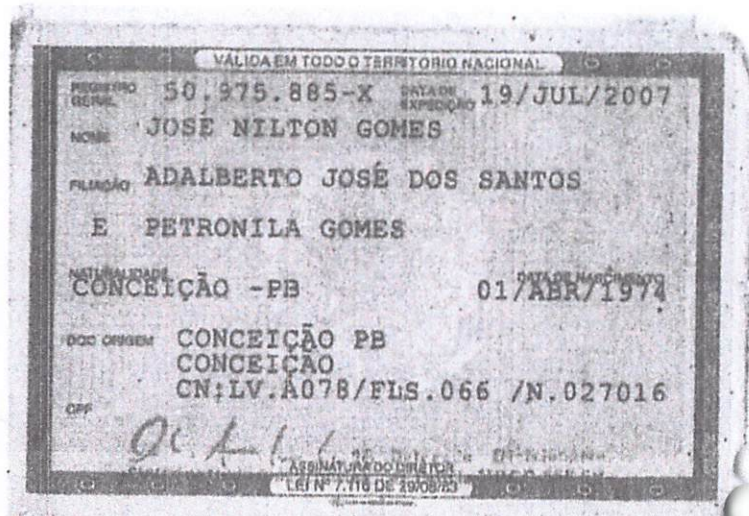 VÁLIDA EM TODO O TERRITORIO NACIONAL
REGISTRO GERAL 50.975.885-X DATA DE EXPEDIÇÃO 19/JUL/2007
NOME JOSÉ NILTON GOMES
FILIAÇÃO ADALBERTO JOSÉ DOS SANTOS
E PETRONILA GOMES
NATURALIDADE DATA DE NASCIMENTO
CONCEIÇÃO -PB 01/ABR/1974
DOC ORIGEM CONCEIÇÃO PB
CONCEIÇÃO
CN:LV.A078/FLS.066 /N.027016
CPF
ASSINATURA DO DIRETOR
LEI Nº 7.116 DE 29/08/83